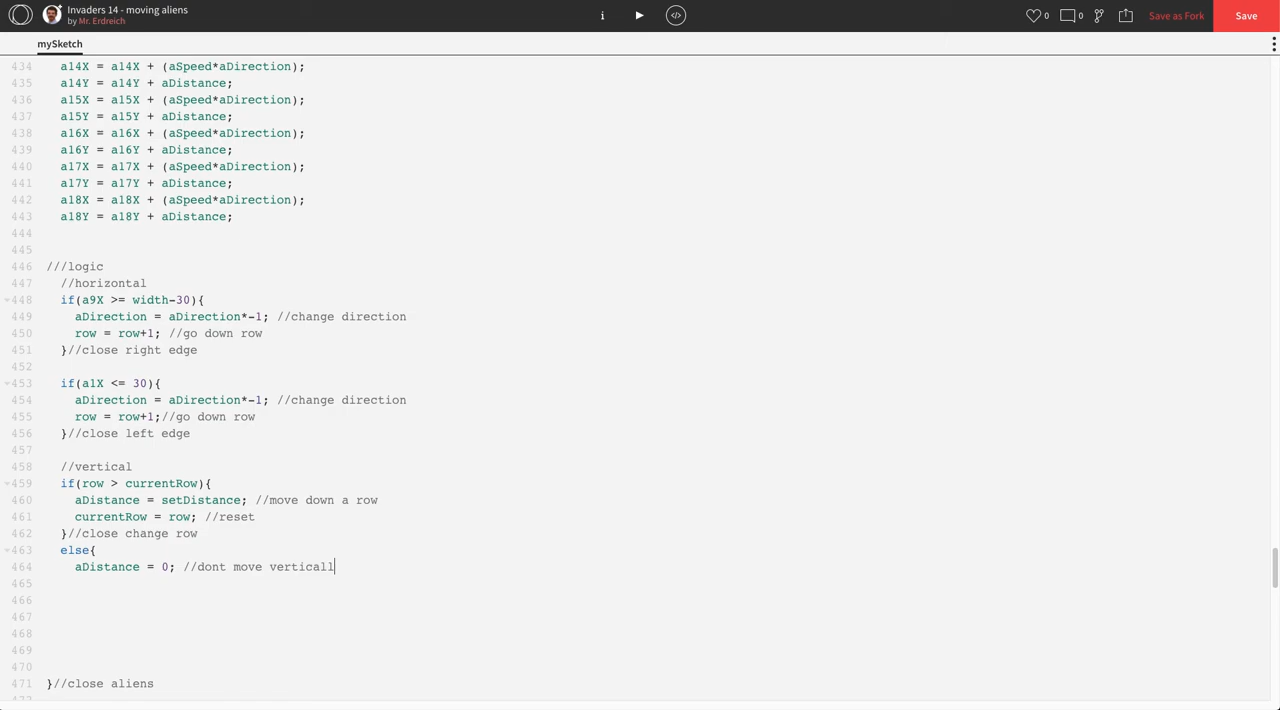 Invaders 14 - moving aliens
by Mr. Erdreich
i
</>
0
0
Save as Fork
Save
mySketch
434 a14X = a14X + (aSpeed*aDirection);
435 a14Y = a14Y + aDistance;
436 a15X = a15X + (aSpeed*aDirection);
437 a15Y = a15Y + aDistance;
438 a16X = a16X + (aSpeed*aDirection);
439 a16Y = a16Y + aDistance;
440 a17X = a17X + (aSpeed*aDirection);
441 a17Y = a17Y + aDistance;
442 a18X = a18X + (aSpeed*aDirection);
443 a18Y = a18Y + aDistance;
444
445
446 ///logic
447 //horizontal
448 if(a9X >= width-30){
449 aDirection = aDirection*-1; //change direction
450 row = row+1; //go down row
451 }//close right edge
452
453 if(a1X <= 30){
454 aDirection = aDirection*-1; //change direction
455 row = row+1;//go down row
456 }//close left edge
457
458 //vertical
459 if(row > currentRow){
460 aDistance = setDistance; //move down a row
461 currentRow = row; //reset
462 }//close change row
463 else{
464 aDistance = 0; //dont move verticall
465
466
467
468
469
470
471 }//close aliens